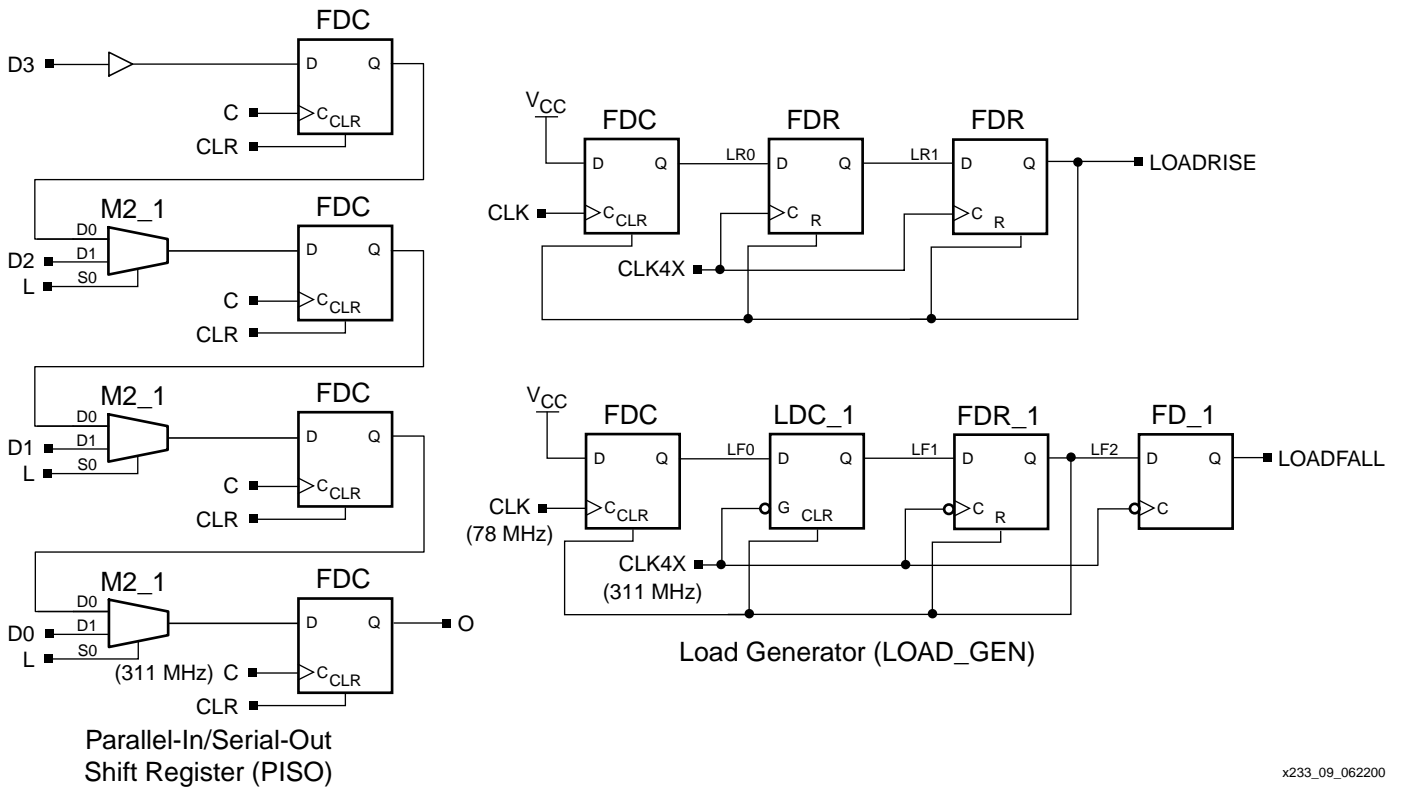 FDC
D3
D Q
C
C CLR
CLR
M2_1
FDC
D0
D2 D1
L S0
D Q
C
C CLR
CLR
M2_1
FDC
D0
D1 D1
L S0
D Q
C
C CLR
CLR
M2_1
FDC
D0
D0 D1
L S0
D Q
O
(311 MHz) C
C CLR
CLR
Parallel-In/Serial-Out
Shift Register (PISO)
VCC
FDC FDR FDR
D Q LR0 D Q LR1 D Q LOADRISE
CLK C CLR C R C R
CLK4X
VCC
FDC LDC_1 FDR_1 FD_1
D Q LF0 D Q LF1 D Q LF2 D Q LOADFALL
CLK C CLR G CLR C R C
(78 MHz)
CLK4X
(311 MHz)
Load Generator (LOAD_GEN)
x233_09_062200